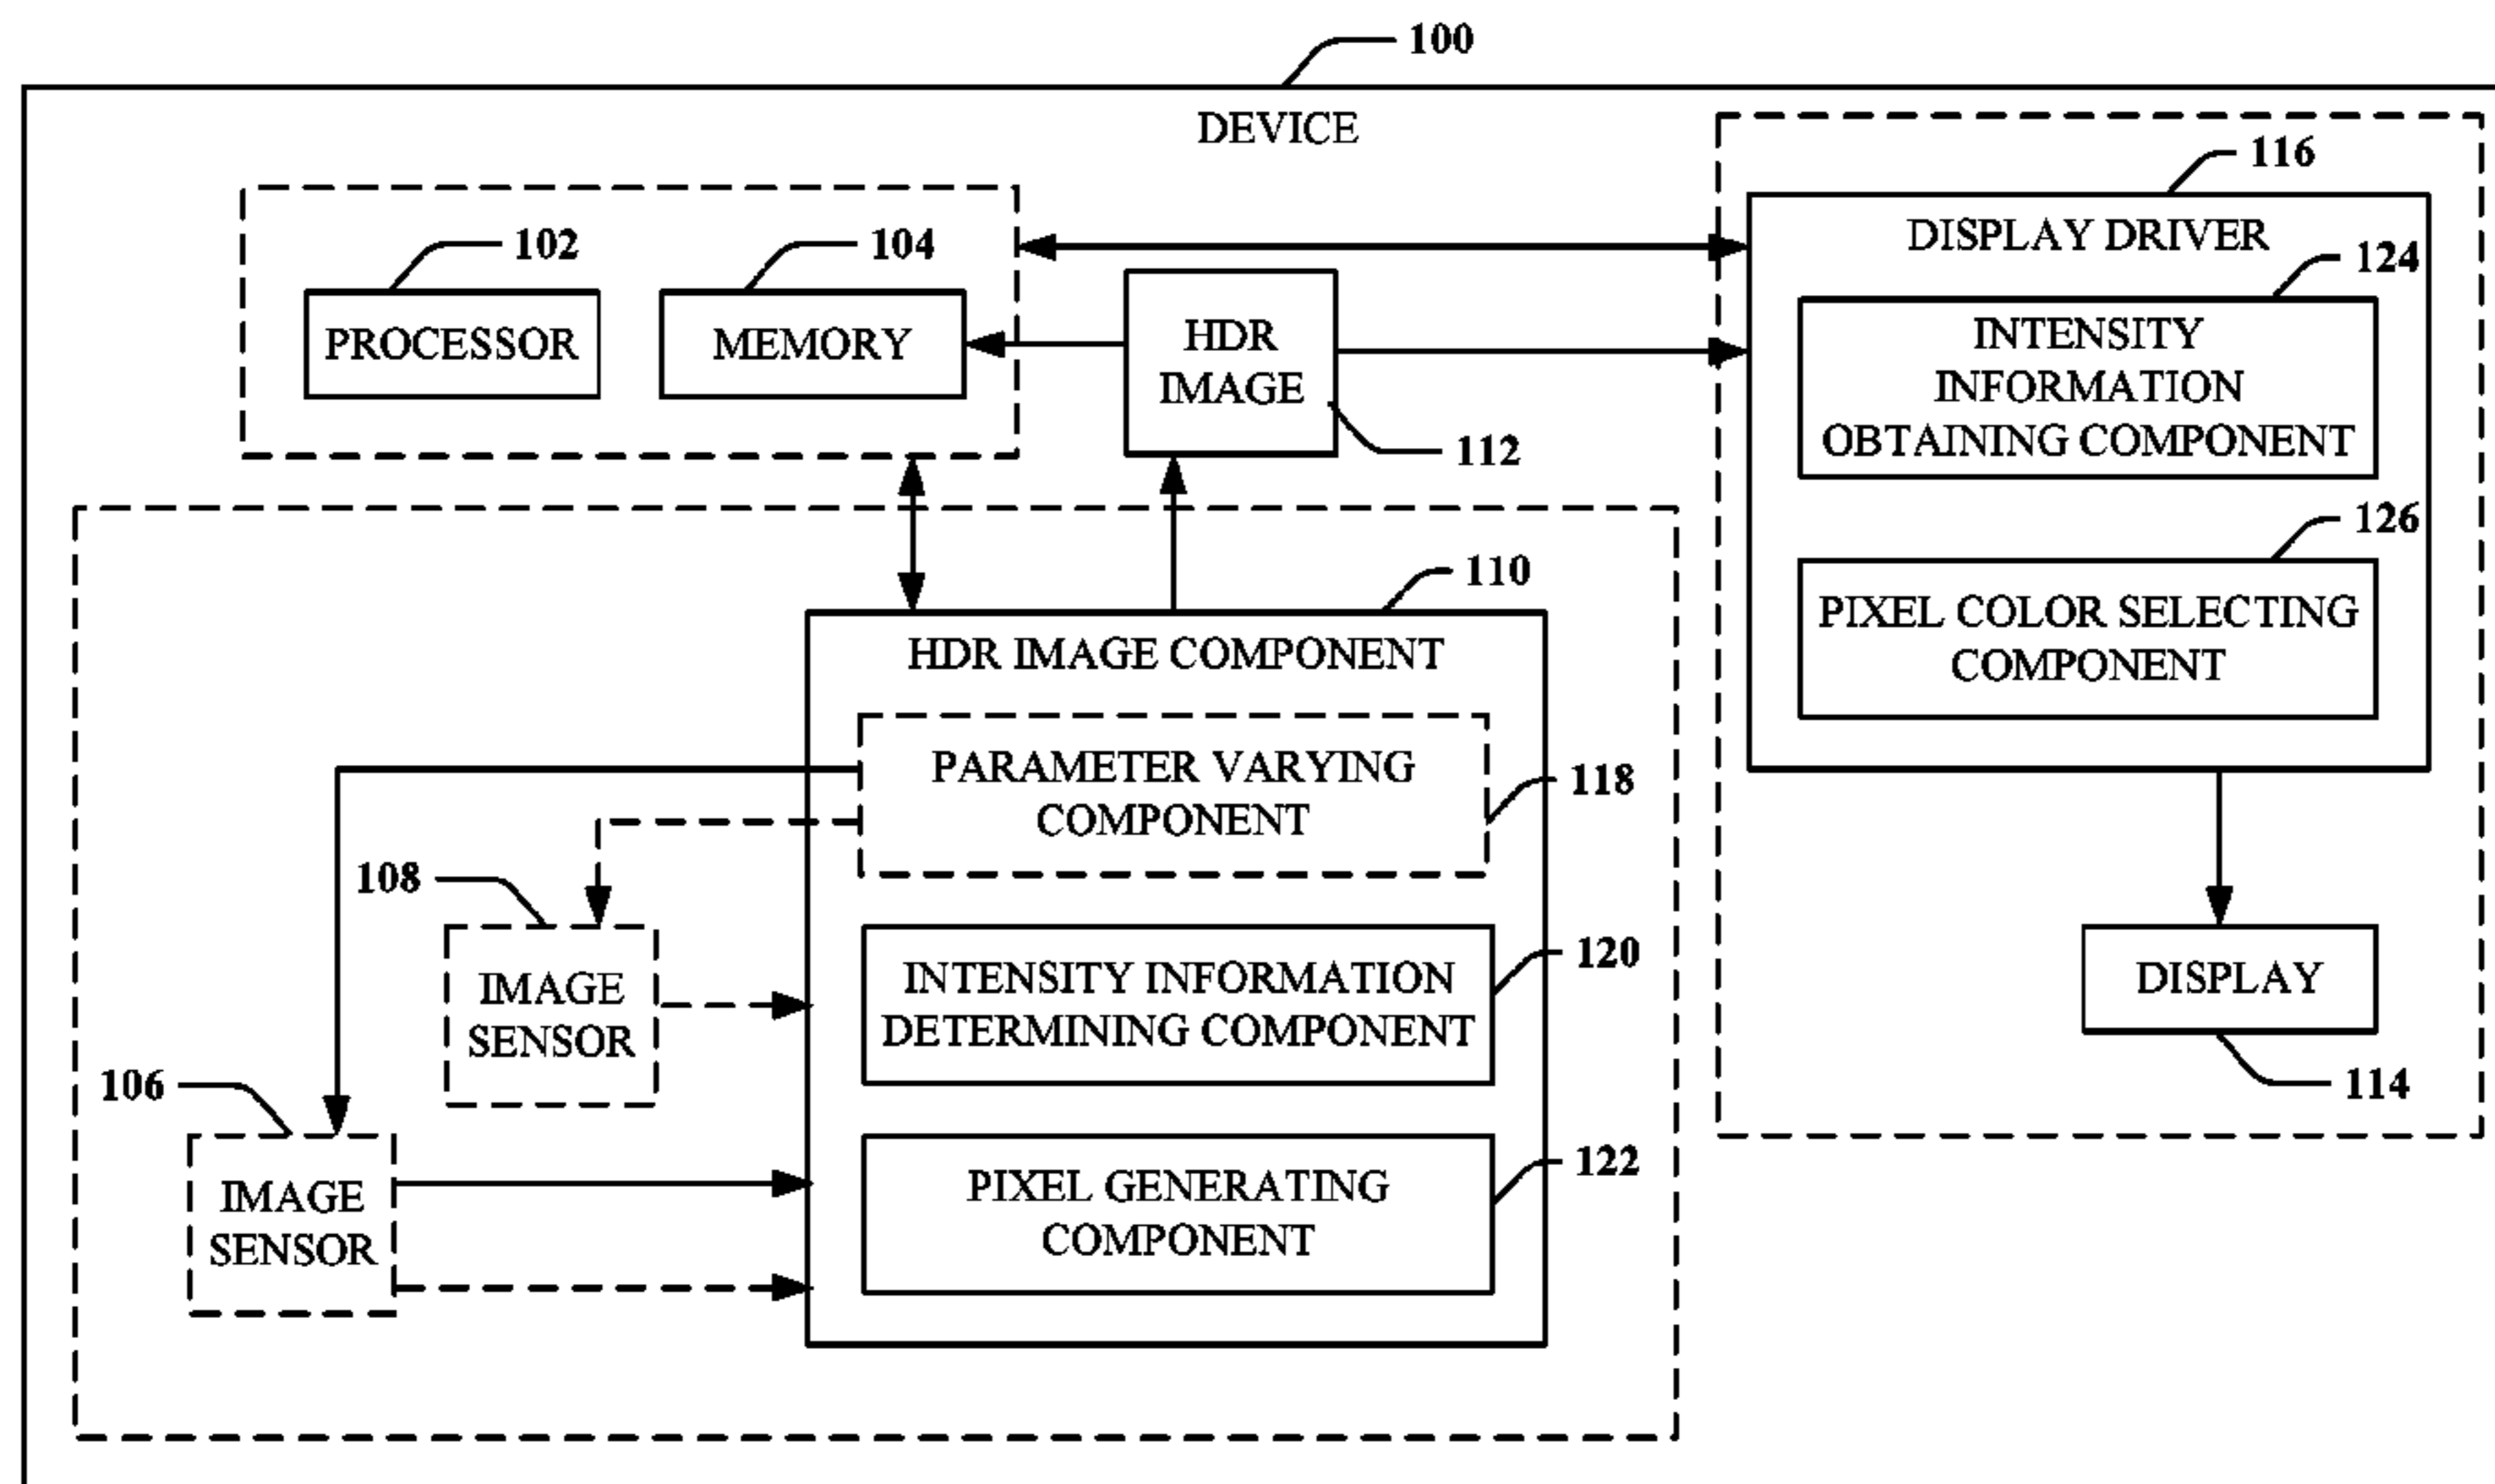 100
DEVICE
116
DISPLAY DRIVER
102
104
124
PROCESSOR
MEMORY
HDR
IMAGE
112
INTENSITY
INFORMATION
OBTAINING COMPONENT
126
PIXEL COLOR SELECTING
COMPONENT
110
HDR IMAGE COMPONENT
PARAMETER VARYING
COMPONENT
118
108
IMAGE
SENSOR
120
INTENSITY INFORMATION
DETERMINING COMPONENT
DISPLAY
114
106
IMAGE
SENSOR
122
PIXEL GENERATING
COMPONENT